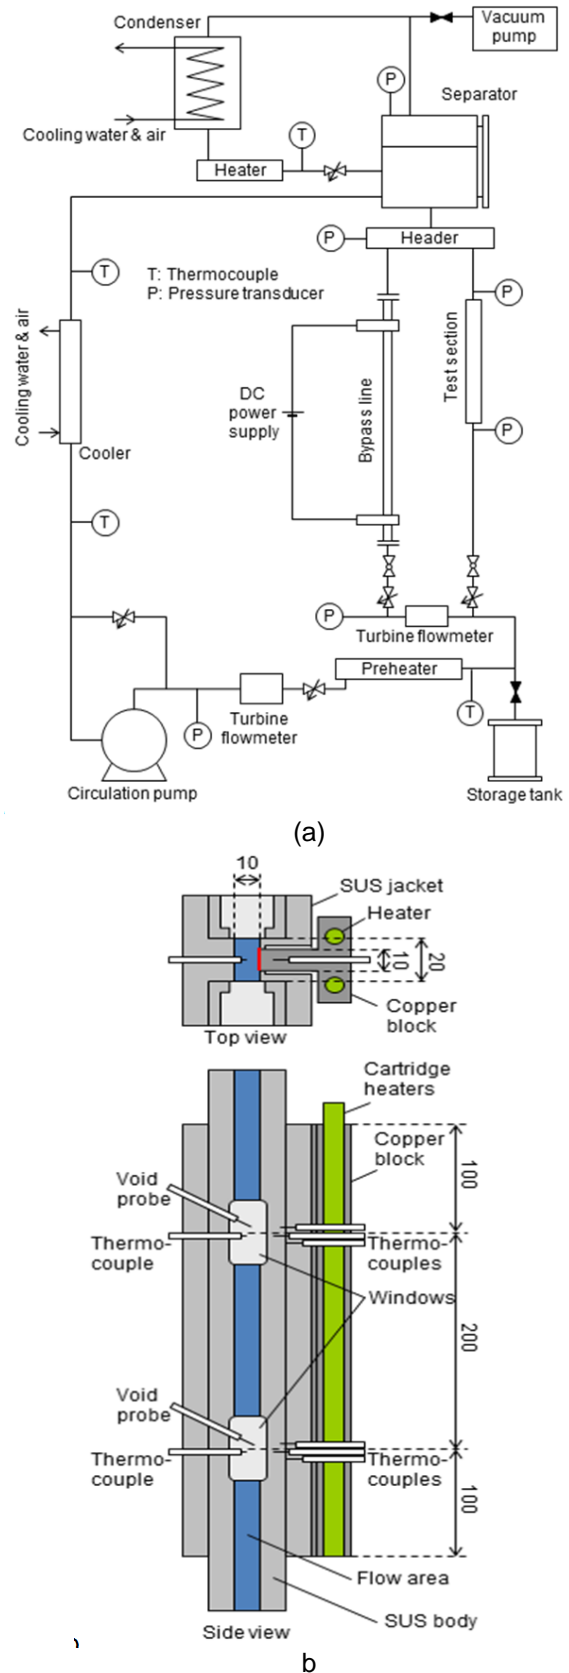 Condenser
Vacuum
pump
P
Separator
Cooling water & air
T
Heater
P
Header
T
T: Thermocouple
P: Pressure transducer
P
Cooling water & air
DC
power
supply
Bypass line
Test section
P
Cooler
T
P
Turbine flowmeter
Preheater
T
P
Turbine
flowmeter
Circulation pump
Storage tank
(a)
10
SUS jacket
Heater
10
20
Copper
block
Top view
Cartridge
heaters
Copper
block
100
Void
probe
Thermo-
couple
Thermo-
couples
Windows
200
Void
probe
Thermo-
couple
Thermo-
couples
100
Flow area
SUS body
Side view
b